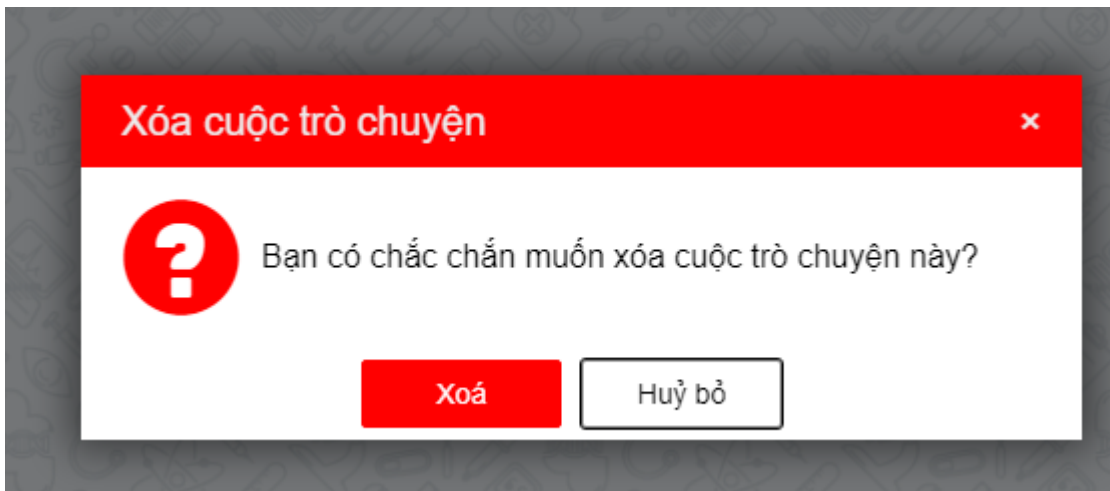 Xóa cuộc trò chuyện ×
Bạn có chắc chắn muốn xóa cuộc trò chuyện này?
Xoá Huỷ bỏ